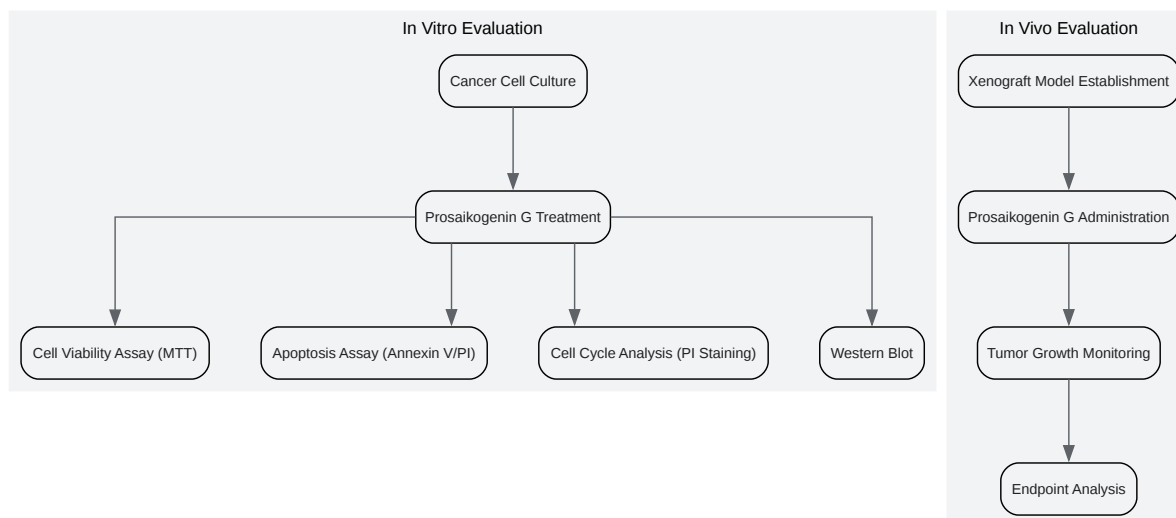 In Vitro Evaluation
Cancer Cell Culture
Prosaikogenin G Treatment
Cell Viability Assay (MTT)
Apoptosis Assay (Annexin V/PI)
Cell Cycle Analysis (PI Staining)
Western Blot
In Vivo Evaluation
Xenograft Model Establishment
Prosaikogenin G Administration
Tumor Growth Monitoring
Endpoint Analysis